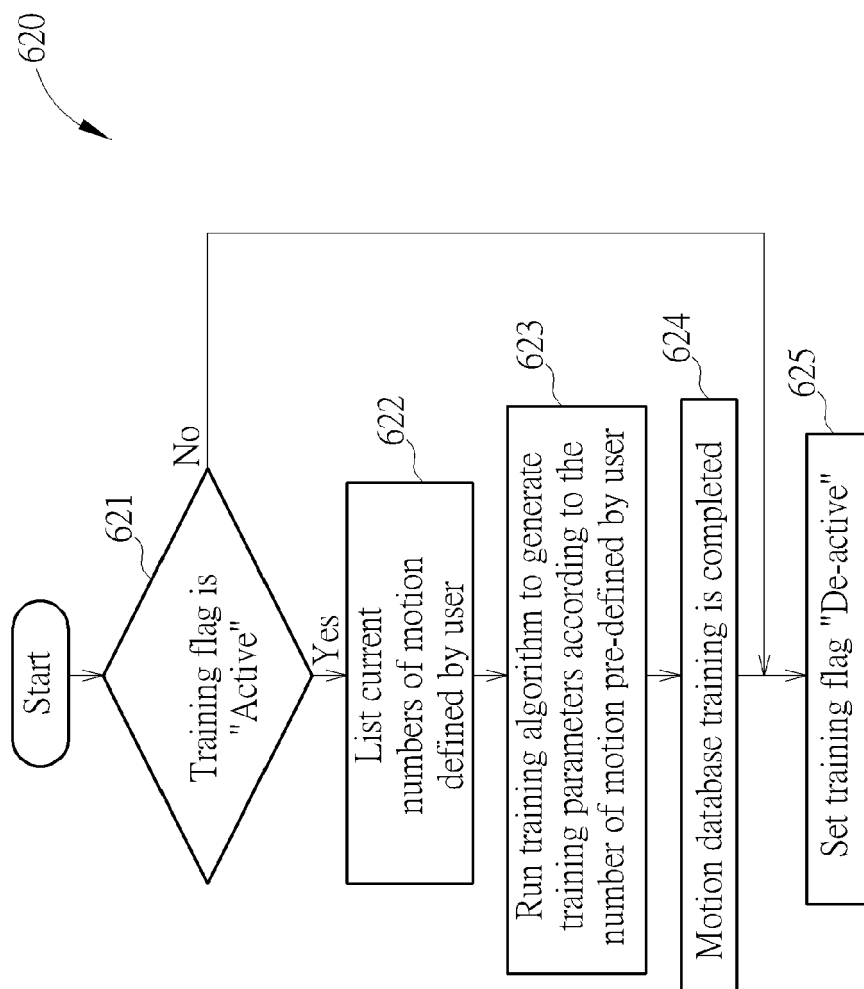 620
Start
621
Training flag is
"Active"
No
Yes
622
List current
numbers of motion
defined by user
623
Run training algorithm to generate
training parameters according to the
number of motion pre-defined by user
624
Motion database training is completed
625
Set training flag "De-active"